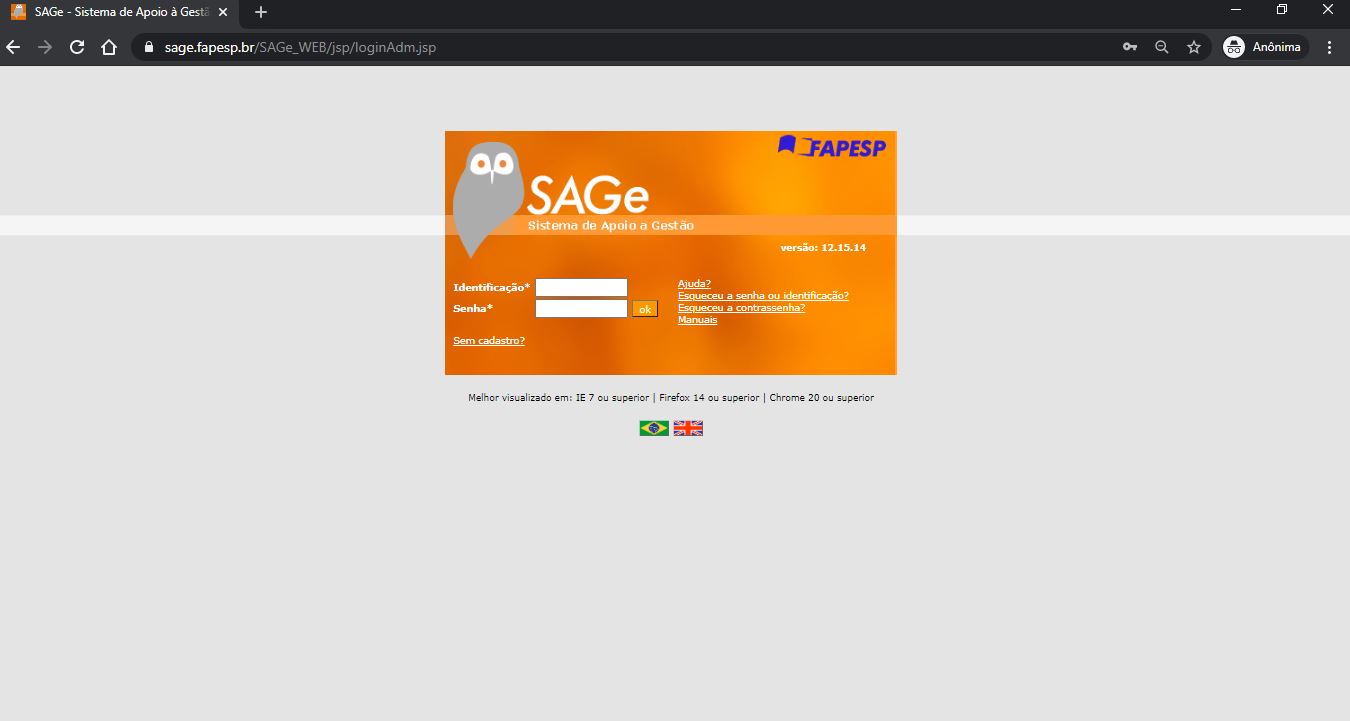 SAGe - Sistema de Apoio à Gestã
sage.fapesp.br/SAGe_WEB/jsp/loginAdm.jsp
Anônima
FAPESP
SAGe
Sistema de Apoio a Gestão
versão: 12.15.14
Identificação*
Senha*
ok
Ajuda?
Esqueceu a senha ou identificação?
Esqueceu a contrassenha?
Manuais
Sem cadastro?
Melhor visualizado em: IE 7 ou superior | Firefox 14 ou superior | Chrome 20 ou superior